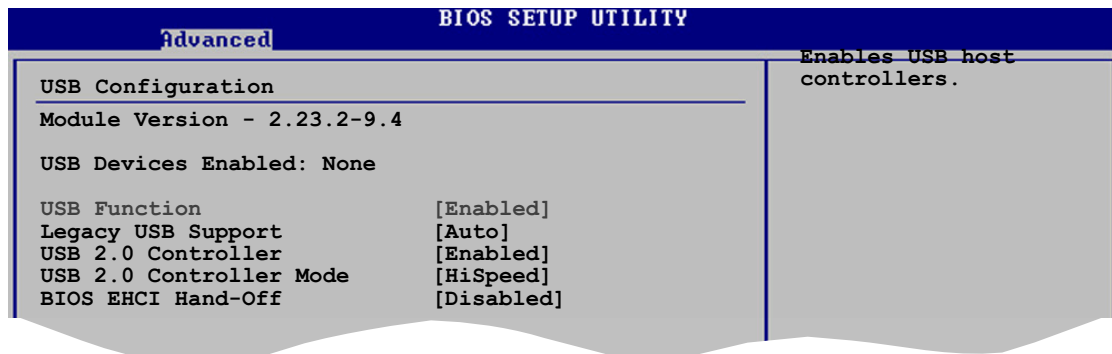 BIOS SETUP UTILITY
Advanced
USB Configuration
Module Version - 2.23.2-9.4
USB Devices Enabled: None
USB Function [Enabled]
Legacy USB Support [Auto]
USB 2.0 Controller [Enabled]
USB 2.0 Controller Mode [HiSpeed]
BIOS EHCI Hand-Off [Disabled]
Enables USB host
controllers.